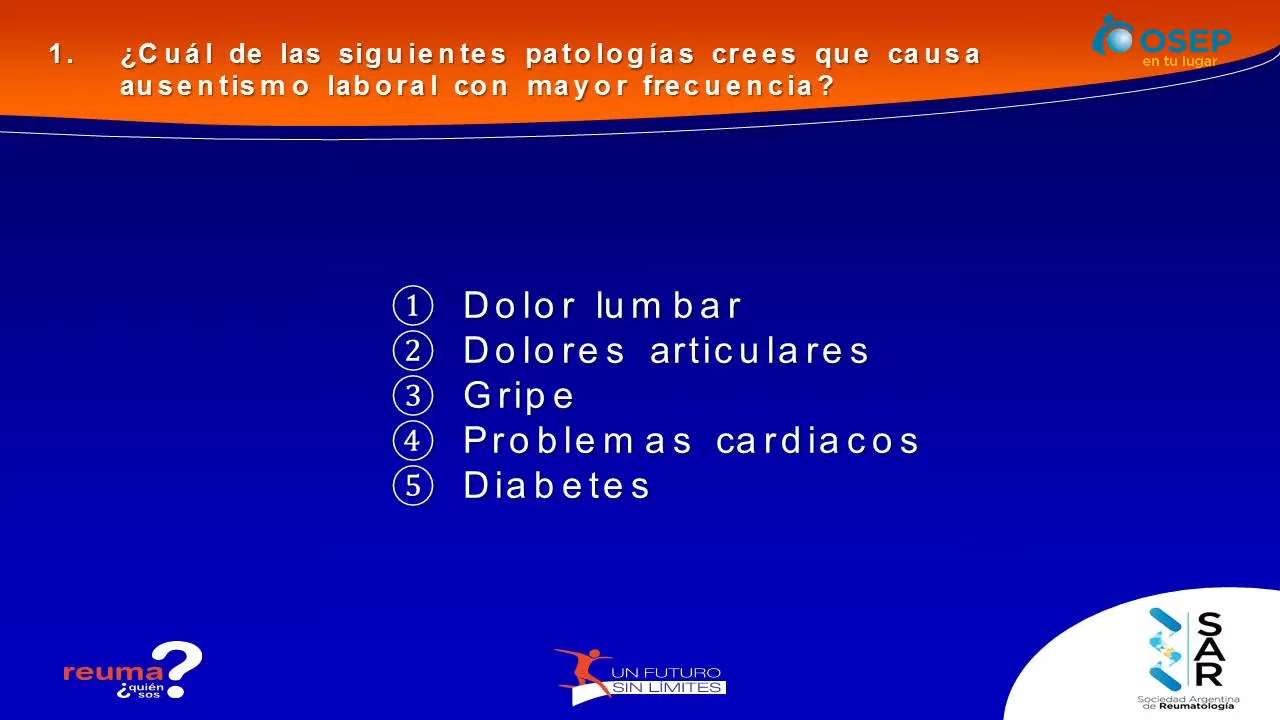 1. ¿Cuál de las siguientes patologías crees que causa
ausentismo laboral con mayor frecuencia?
OSEP
en tu lugar
① Dolor lumbar
② Dolores articulares
③ Gripe
④ Problemas cardiacos
⑤ Diabetes
reuma?
¿quién
sos
UN FUTURO
SIN LÍMITES
SAR
Sociedad Argentina
de Reumatología